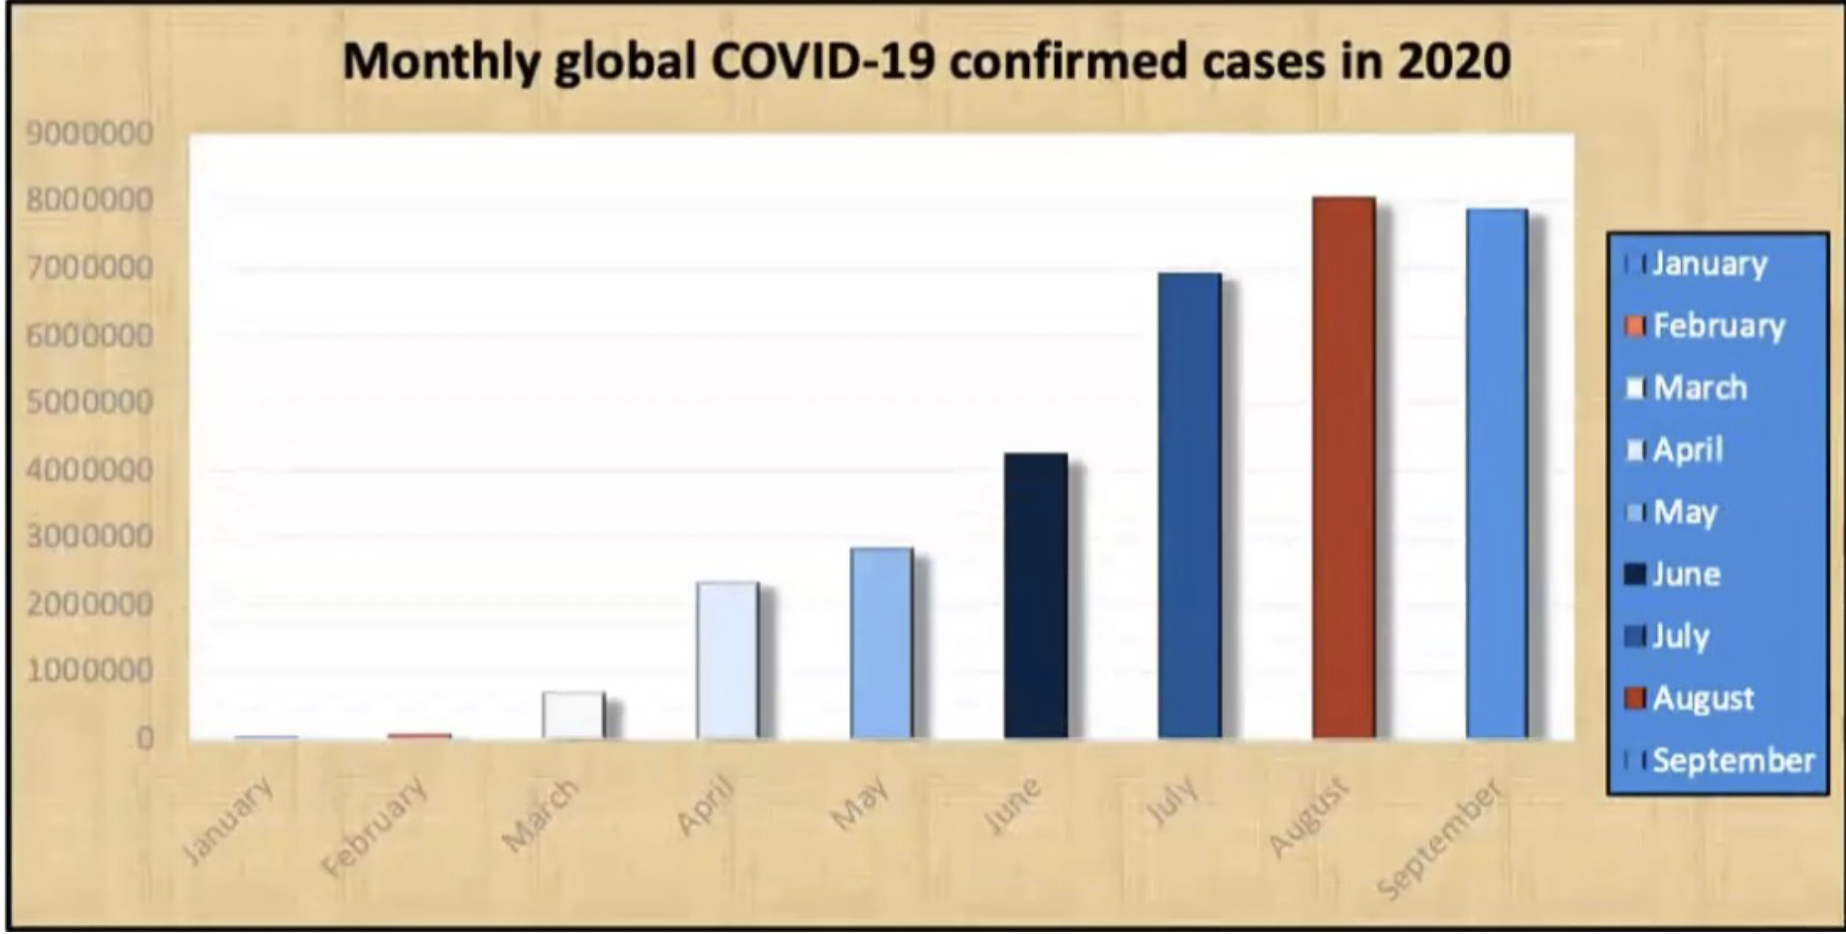 Monthly global COVID-19 confirmed cases in 2020
9000000
8000000
7000000
6000000
5000000
4000000
3000000
2000000
1000000
0
January
February
March
April
May
June
July
August
September
January
February
March
April
May
June
July
August
September